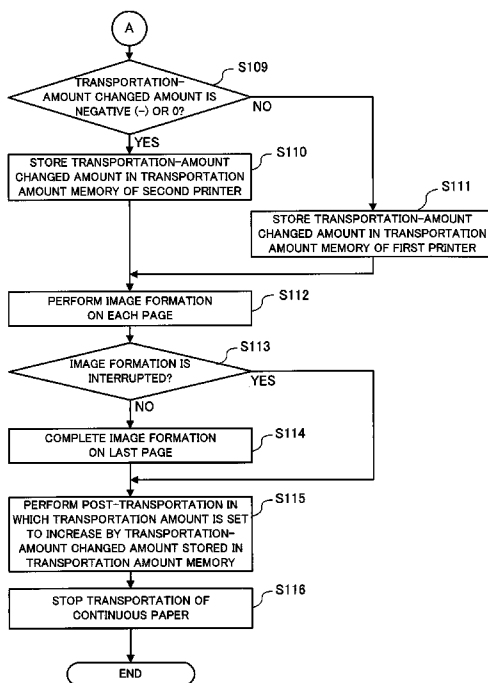 A
S109
TRANSPORTATION-
AMOUNT CHANGED AMOUNT IS
NEGATIVE (-) OR 0?
NO
YES
S110
STORE TRANSPORTATION-AMOUNT
CHANGED AMOUNT IN TRANSPORTATION
AMOUNT MEMORY OF SECOND PRINTER
S111
STORE TRANSPORTATION-AMOUNT
CHANGED AMOUNT IN TRANSPORTATION
AMOUNT MEMORY OF FIRST PRINTER
S112
PERFORM IMAGE FORMATION
ON EACH PAGE
S113
IMAGE FORMATION IS
INTERRUPTED?
YES
NO
S114
COMPLETE IMAGE FORMATION
ON LAST PAGE
S115
PERFORM POST-TRANSPORTATION IN
WHICH TRANSPORTATION AMOUNT IS SET
TO INCREASE BY TRANSPORTATION-
AMOUNT CHANGED AMOUNT STORED IN
TRANSPORTATION AMOUNT MEMORY
S116
STOP TRANSPORTATION OF
CONTINUOUS PAPER
END